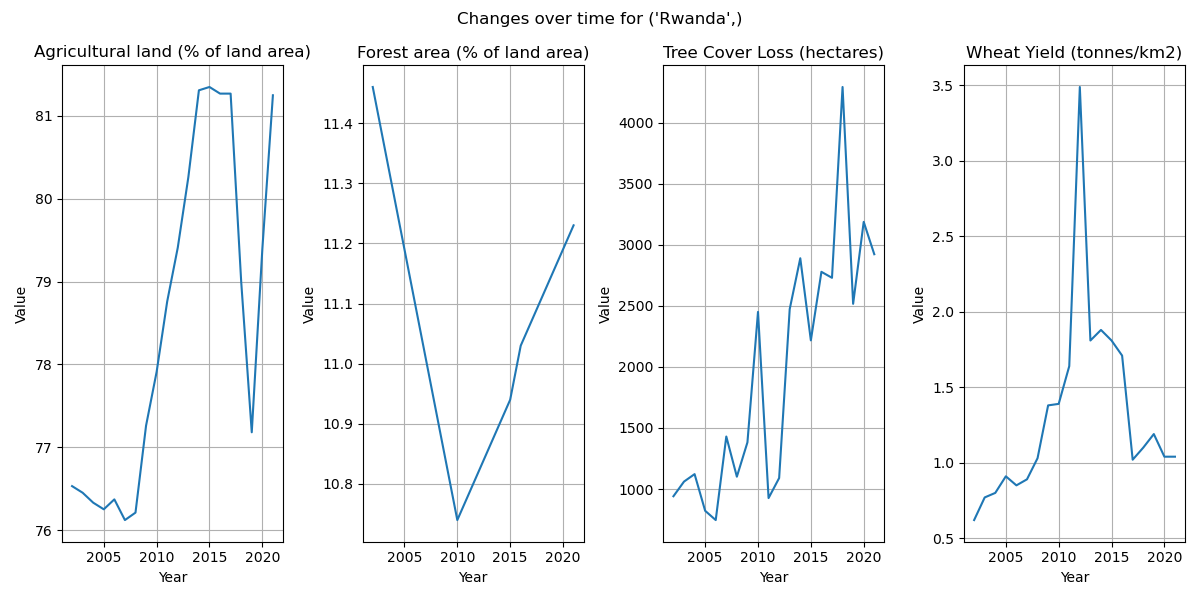 Changes over time for ('Rwanda',)
Agricultural land (% of land area)
81
80
79
78
77
76
Value
2005 2010 2015 2020
Year
Forest area (% of land area)
11.4
11.3
11.2
11.1
11.0
10.9
10.8
Value
2005 2010 2015 2020
Year
Tree Cover Loss (hectares)
4000
3500
3000
2500
2000
1500
1000
Value
2005 2010 2015 2020
Year
Wheat Yield (tonnes/km2)
3.5
3.0
2.5
2.0
1.5
1.0
0.5
Value
2005 2010 2015 2020
Year